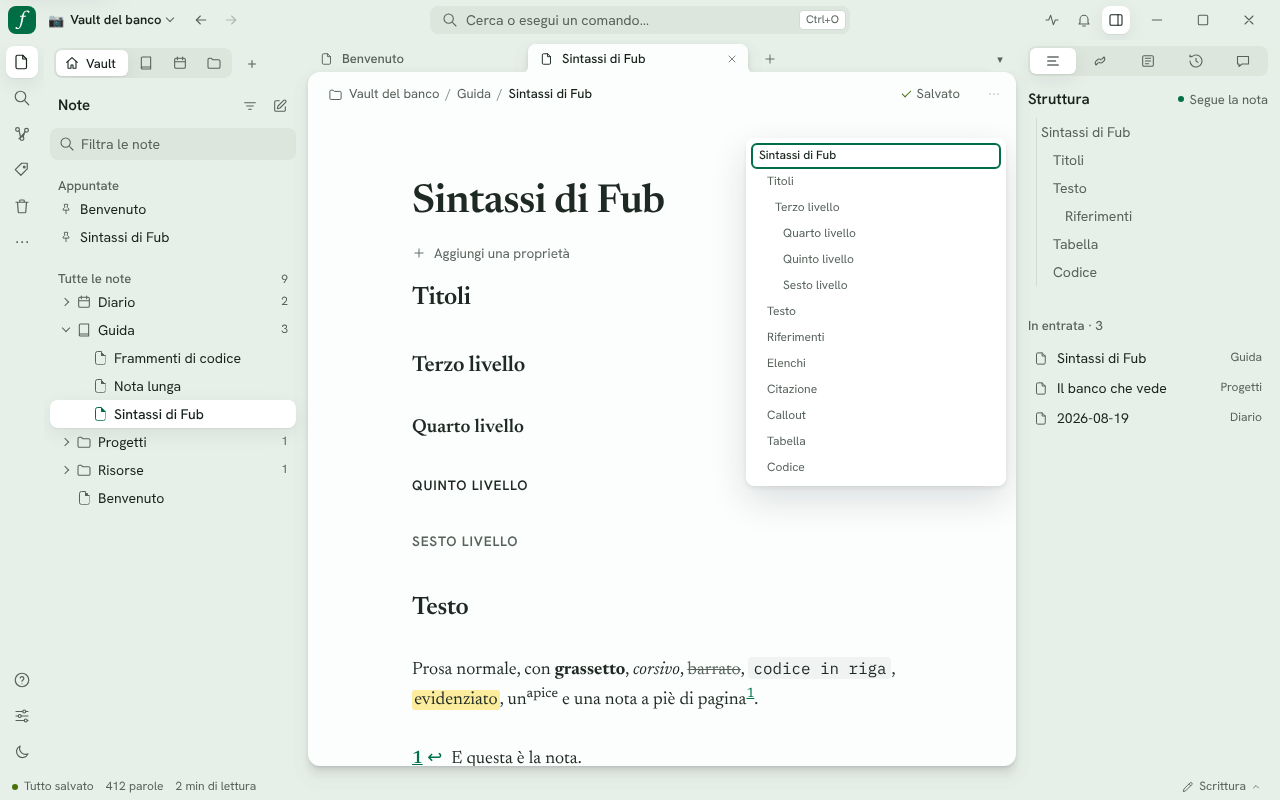 f
Vault del banco
Cerca o esegui un comando…
Ctrl+O
Vault
Note
Filtra le note
Appuntate
Benvenuto
Sintassi di Fub
Tutte le note 9
Diario 2
Guida 3
Frammenti di codice
Nota lunga
Sintassi di Fub
Progetti 1
Risorse 1
Benvenuto
Benvenuto
Sintassi di Fub
Vault del banco / Guida / Sintassi di Fub
Salvato
Sintassi di Fub
Aggiungi una proprietà
Titoli
Terzo livello
Quarto livello
QUINTO LIVELLO
SESTO LIVELLO
Testo
Prosa normale, con grassetto, corsivo, barrato, codice in riga,
evidenziato, unapice e una nota a piè di pagina1.
1 ↩ E questa è la nota.
Sintassi di Fub
Titoli
Terzo livello
Quarto livello
Quinto livello
Sesto livello
Testo
Riferimenti
Elenchi
Citazione
Callout
Tabella
Codice
Struttura
Segue la nota
Sintassi di Fub
Titoli
Testo
Riferimenti
Tabella
Codice
In entrata · 3
Sintassi di Fub Guida
Il banco che vede Progetti
2026-08-19 Diario
Tutto salvato 412 parole 2 min di lettura
Scrittura